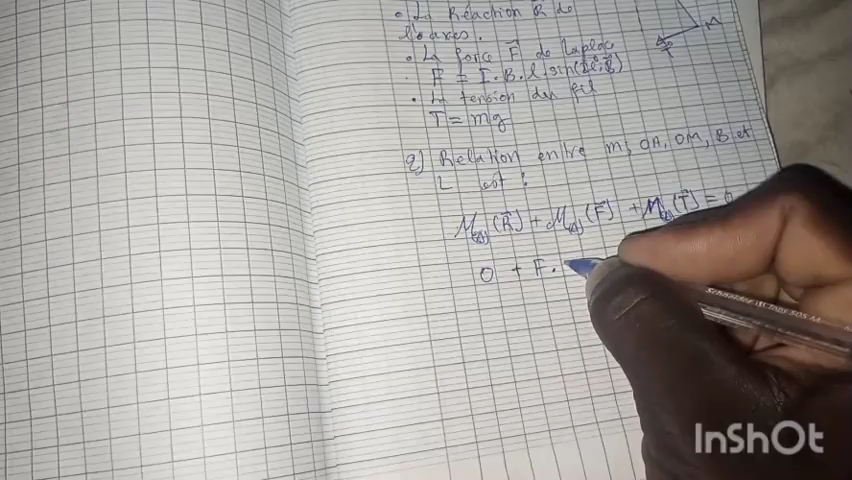 . La Réaction R⃗ de
l'axes.
M
. La force F⃗ de Laplace
F = I.B.l.sin(
. La tension du fil
T = mg
2) Relation entre m, OA, OM, B et
L est :
M(Δ)(R⃗) + M(Δ)(F⃗) + M(Δ)(T⃗) = 0
0 + F.
InShOt